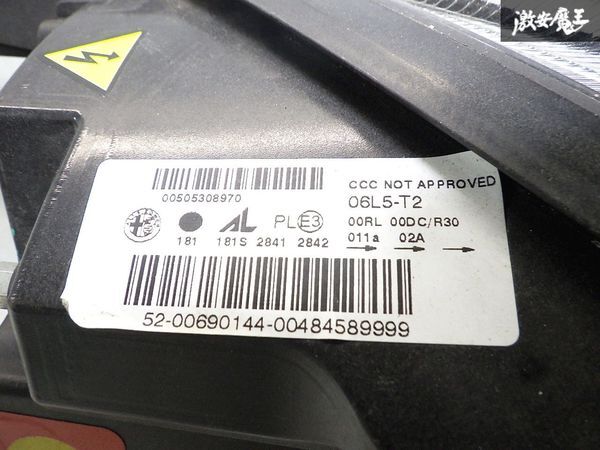 激安魔王
00505308970
CCC NOT APPROVED
06L5-T2
AL PL E3 00RL 00DC/R30
181 181S 2841 2842 011a 02A
52-00690144-00484589999